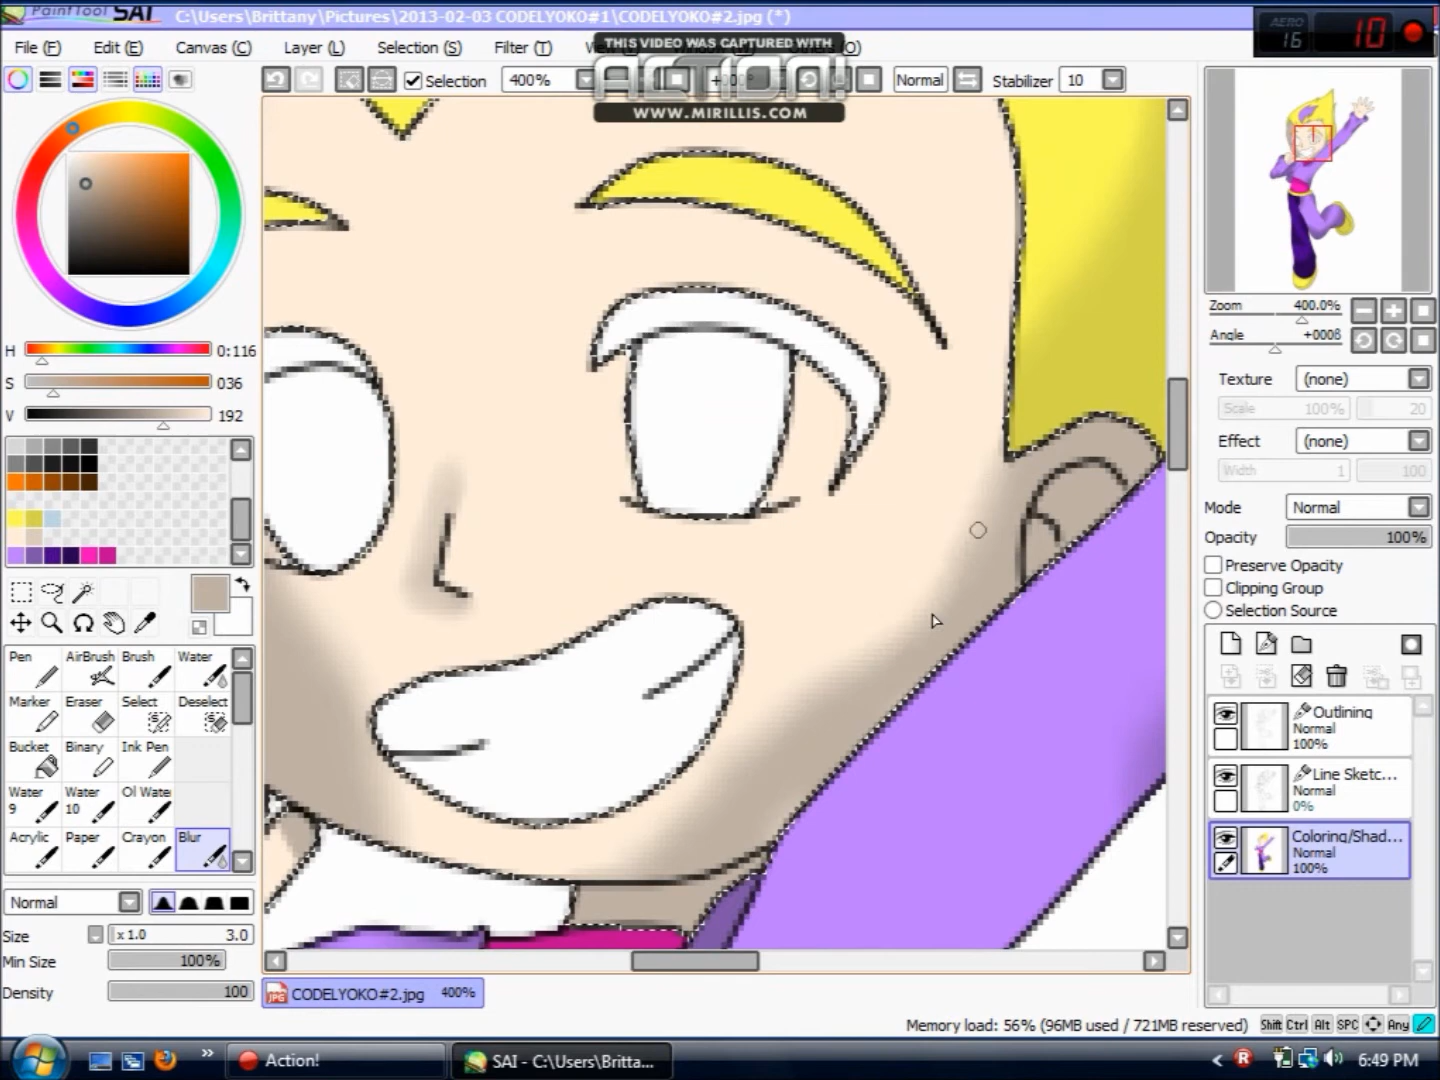 PaintTool SAI C:\Users\Brittany\Pictures\2013-02-03 CODELYOKO#1\CODELYOKO#2.jpg (*)
AERO
16
10
File (F) Edit (E) Canvas (C) Layer (L) Selection (S) Filter (T)
THIS VIDEO WAS CAPTURED WITH
ACTION!
WWW.MIRILLIS.COM
Selection 400% Normal Stabilizer 10
H 0:116
S 036
V 192
Pen AirBrush Brush Water
Marker Eraser Select Deselect
Bucket Binary Ink Pen
Water 9 Water 10 Ol Wate
Acrylic Paper Crayon Blur
Normal
Size x 1.0 3.0
Min Size 100%
Density 100
CODELYOKO#2.jpg 400%
Zoom 400.0%
Angle +000ß
Texture (none)
Scale 100% 20
Effect (none)
Width 1 100
Mode Normal
Opacity 100%
Preserve Opacity
Clipping Group
Selection Source
Outlining
Normal
100%
Line Sketc...
Normal
0%
Coloring/Shad...
Normal
100%
Memory load: 56% (96MB used / 721MB reserved) Shift Ctrl Alt SPC Any
» Action! SAI - C:\Users\Britta... < R 6:49 PM